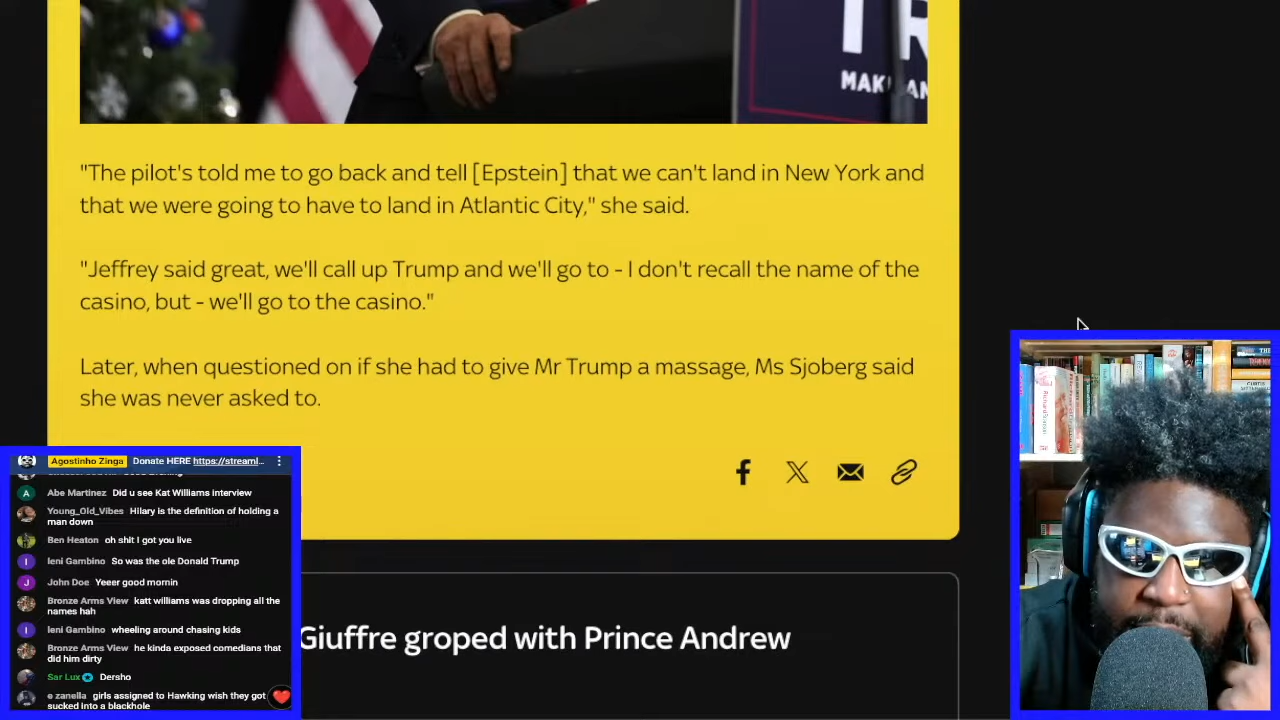 T R
MAK AN
"The pilot's told me to go back and tell [Epstein] that we can't land in New York and
that we were going to have to land in Atlantic City," she said.
"Jeffrey said great, we'll call up Trump and we'll go to - I don't recall the name of the
casino, but - we'll go to the casino."
Later, when questioned on if she had to give Mr Trump a massage, Ms Sjoberg said
she was never asked to.
Giuffre groped with Prince Andrew
Agostinho Zinga Donate HERE https://streaml...
Abe Martinez Did u see Kat Williams interview
Young_Old_Vibes Hilary is the definition of holding a
man down
Ben Heaton oh shit I got you live
Ieni Gambino So was the ole Donald Trump
John Doe Yeeer good mornin
Bronze Arms View katt williams was dropping all the
names hah
Ieni Gambino wheeling around chasing kids
Bronze Arms View he kinda exposed comedians that
did him dirty
Sar Lux Dersho
e zanella girls assigned to Hawking wish they got
sucked into a blackhole